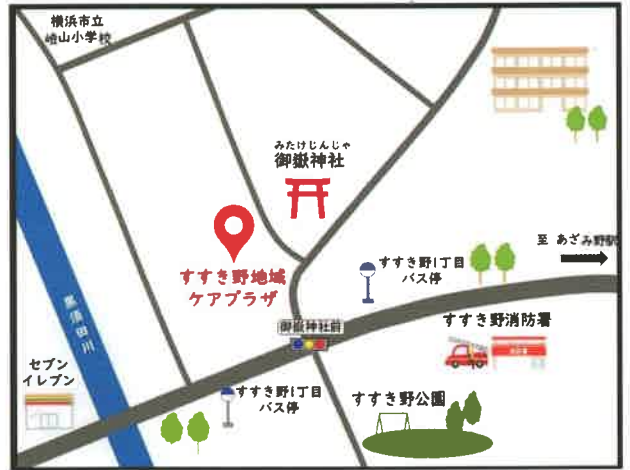 横浜市立
嶮山小学校
みたけじんじゃ
御嶽神社
至 あざみ野駅
すすき野1丁目
バス停
すすき野地域
ケアプラザ
御嶽神社前
すすき野消防署
黒須田川
セブン
イレブン
すすき野1丁目
バス停
すすき野公園